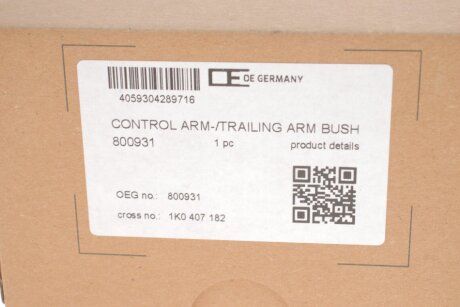 OE DE GERMANY
4059304289716
CONTROL ARM-/TRAILING ARM BUSH
800931 1 pc product details
OEG no.: 800931
cross no.: 1K0 407 182